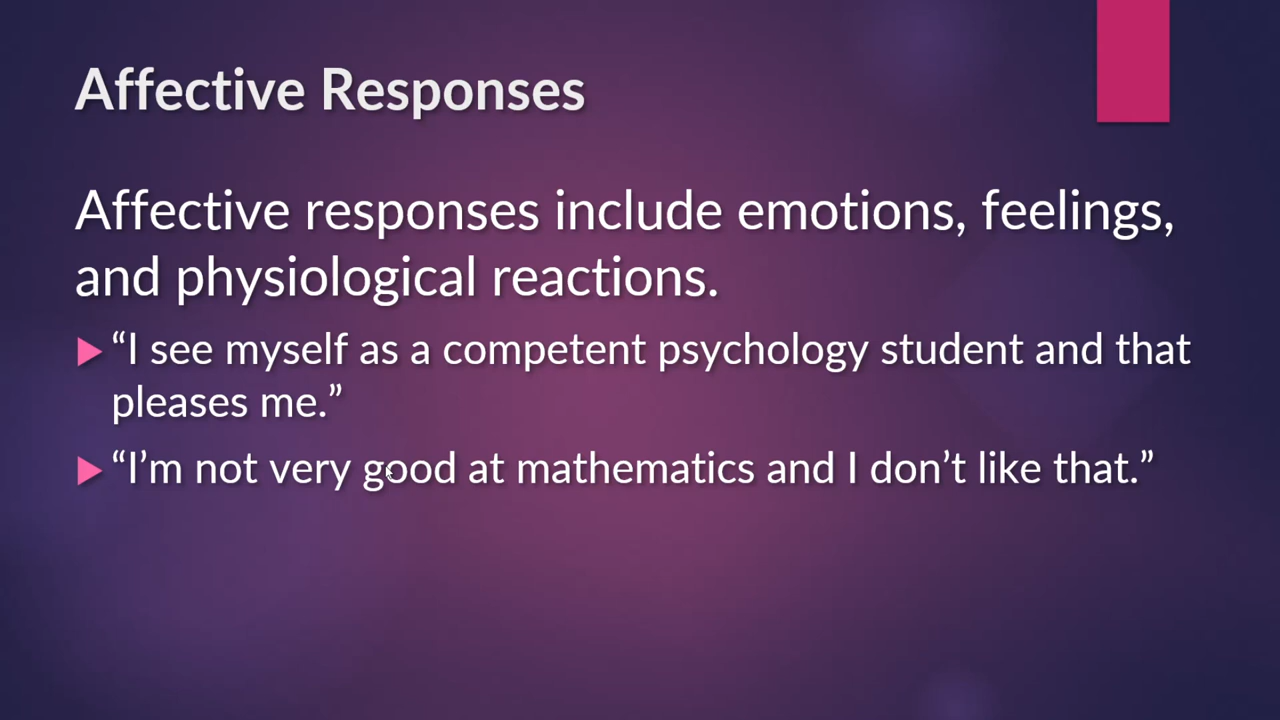 Affective Responses
Affective responses include emotions, feelings,
and physiological reactions.
“I see myself as a competent psychology student and that
pleases me.”
“I’m not very good at mathematics and I don’t like that.”